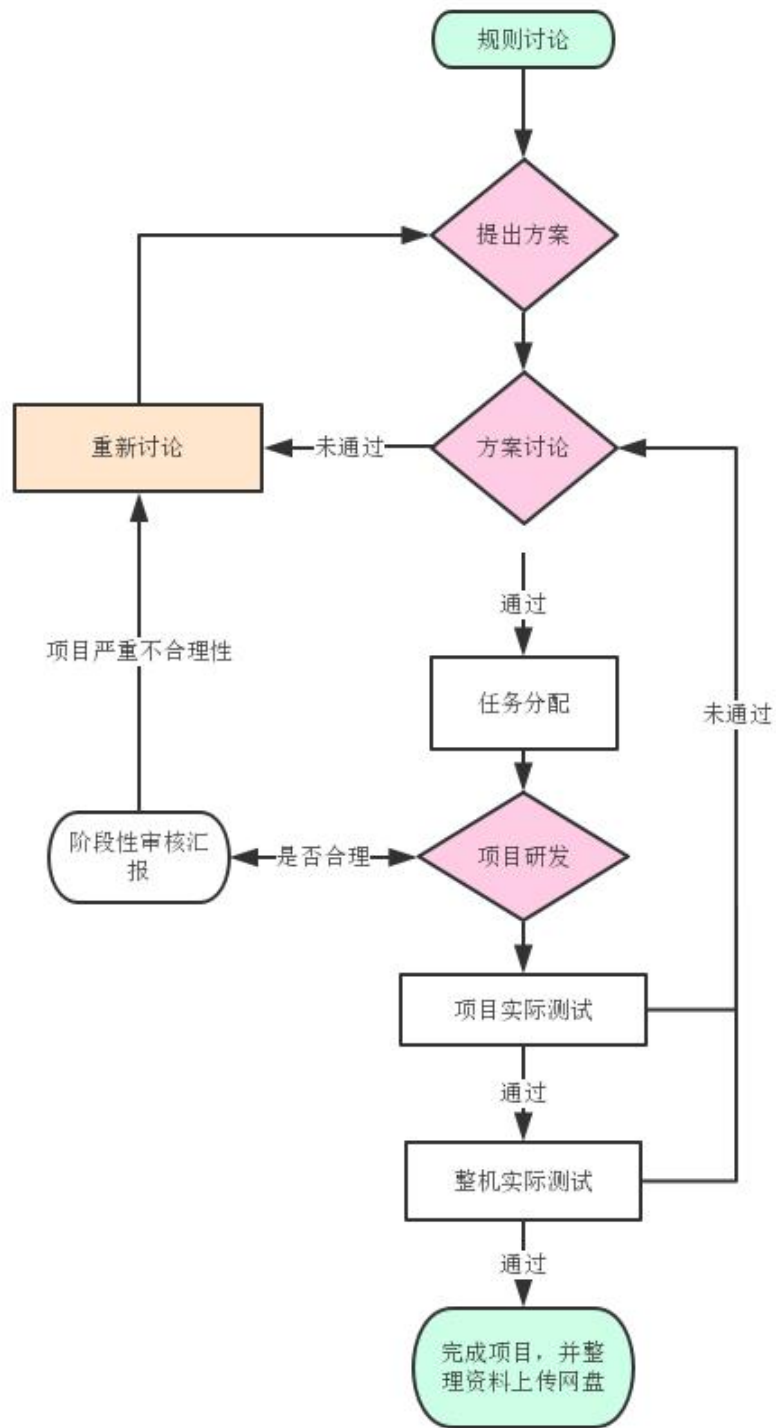 规则讨论
提出方案
重新讨论
未通过
方案讨论
通过
项目严重不合理性
任务分配
未通过
阶段性审核汇
报
是否合理
项目研发
项目实际测试
通过
整机实际测试
通过
完成项目，并整
理资料上传网盘